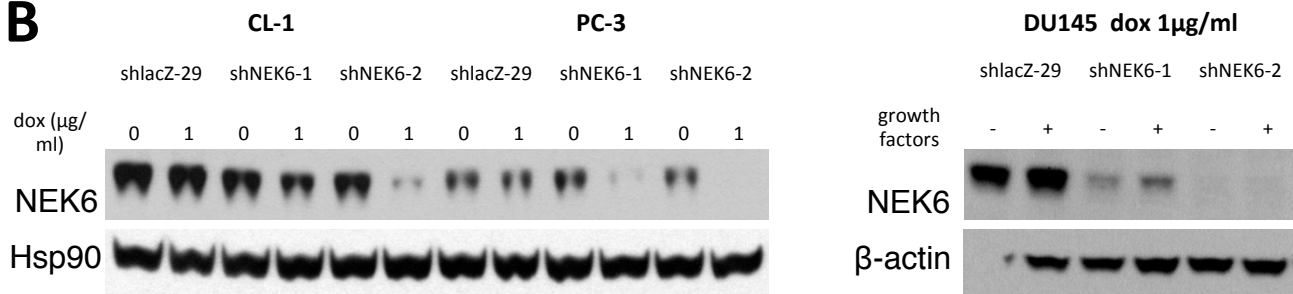 B
CL-1 PC-3 DU145 dox 1µg/ml
shlacZ-29 shNEK6-1 shNEK6-2 shlacZ-29 shNEK6-1 shNEK6-2 shlacZ-29 shNEK6-1 shNEK6-2
dox (µg/
ml) 0 1 0 1 0 1 0 1 0 1 0 1
growth
factors - + - + - +
NEK6 NEK6
Hsp90 β-actin